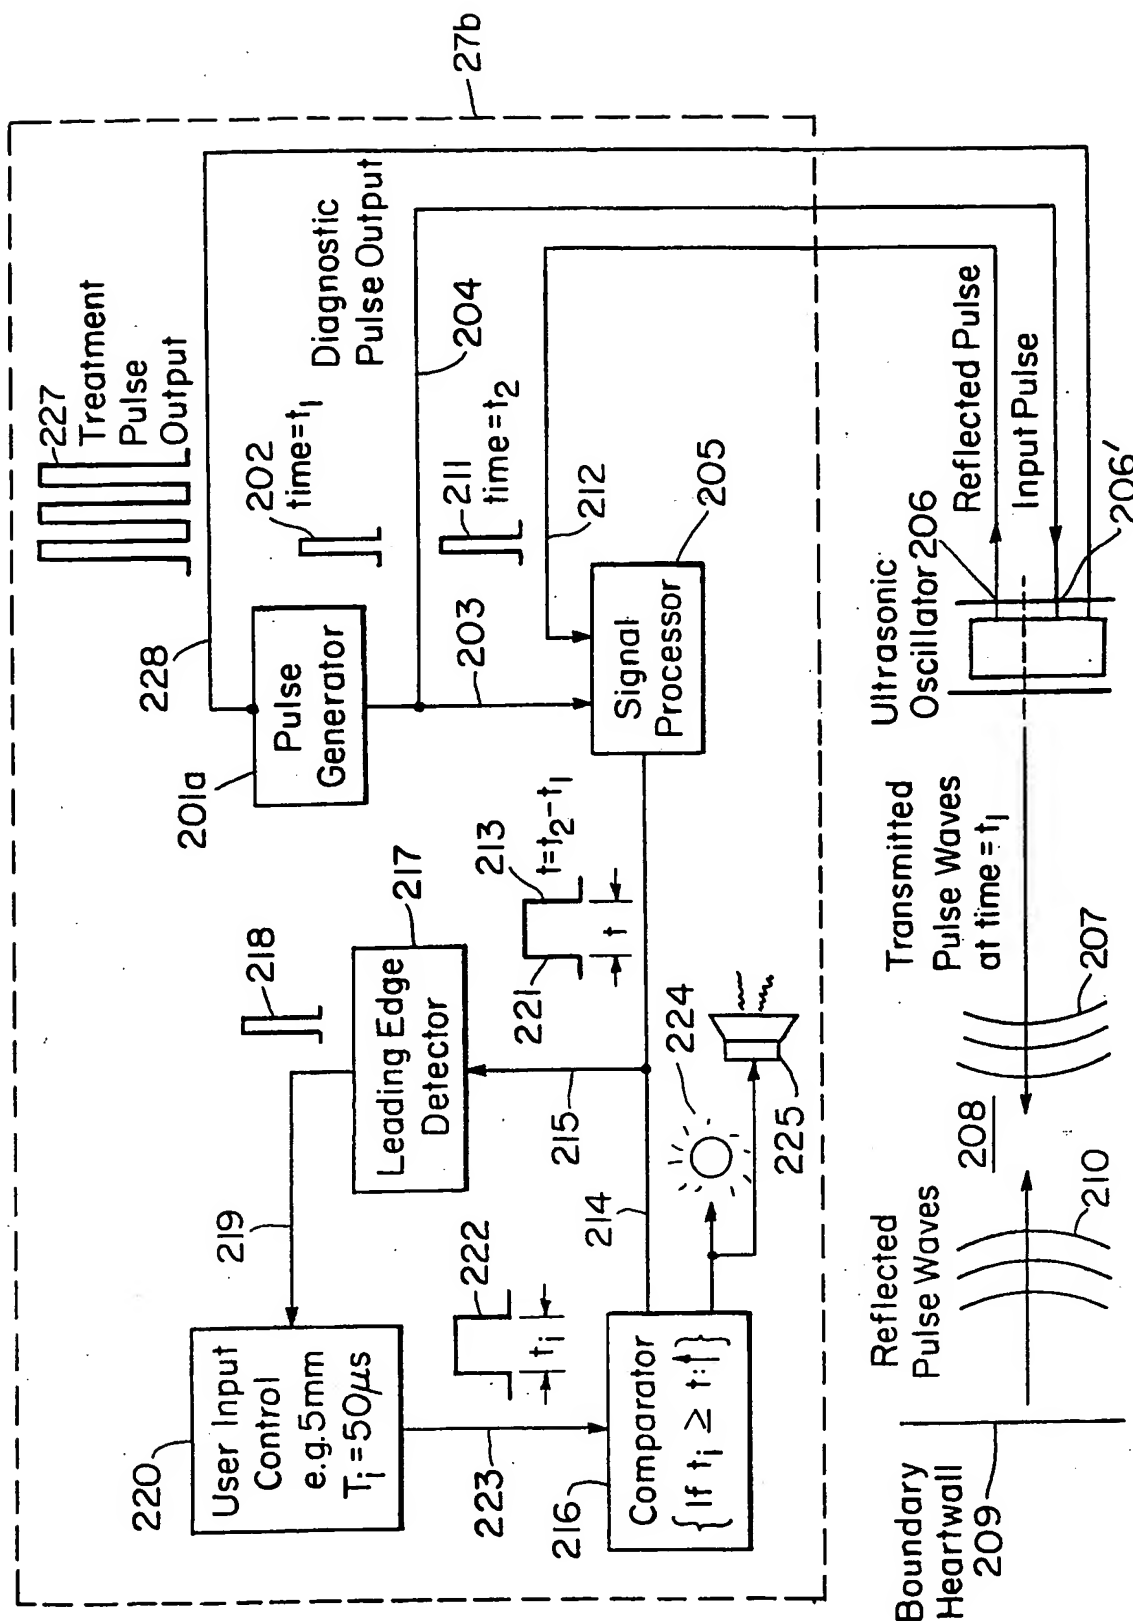 27b
227
Treatment
Pulse
Output
228
201a
Pulse
Generator
202
time=t1
Diagnostic
Pulse Output
204
203
211
time=t2
212
Signal
Processor
205
218
217
Leading Edge
Detector
213
t=t2-t1
221
t
219
215
214
220
User Input
Control
e.g.5mm
Ti=50μs
222
ti
223
216
Comparator
{If ti ≥ t:↑}
224
225
Reflected Pulse
Input Pulse
Ultrasonic
Oscillator 206
206'
Transmitted
Pulse Waves
at time=t1
207
208
Reflected
Pulse Waves
210
Boundary
Heartwall
209